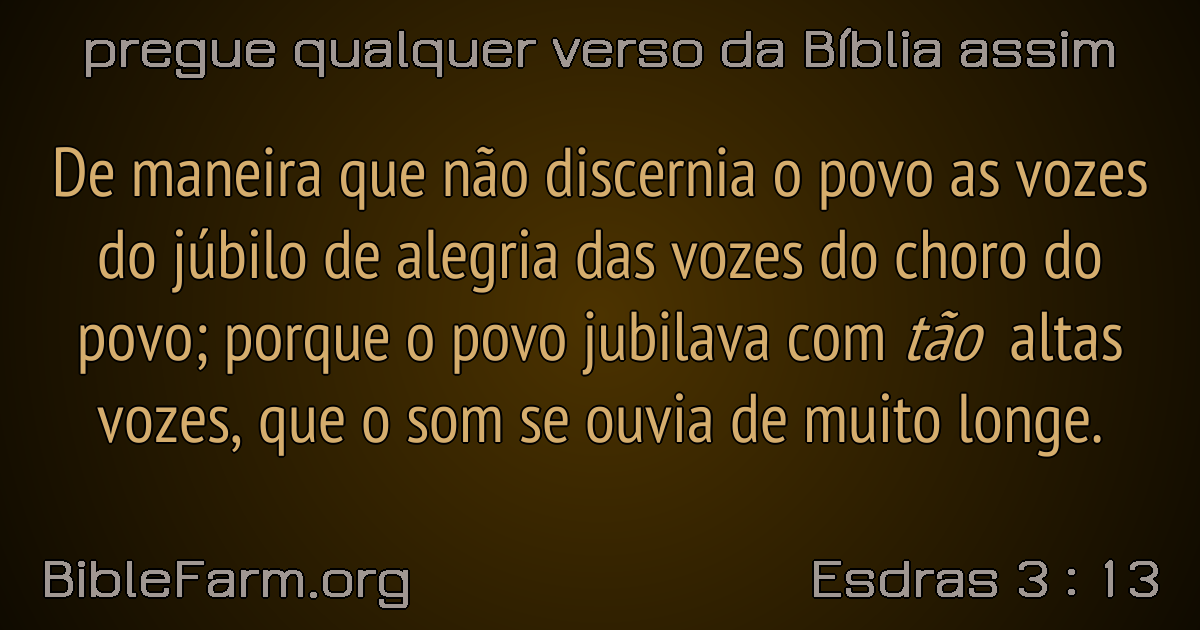 pregue qualquer verso da Bíblia assim
De maneira que não discernia o povo as vozes
do júbilo de alegria das vozes do choro do
povo; porque o povo jubilava com tão altas
vozes, que o som se ouvia de muito longe.
BibleFarm.org
Esdras 3 : 13